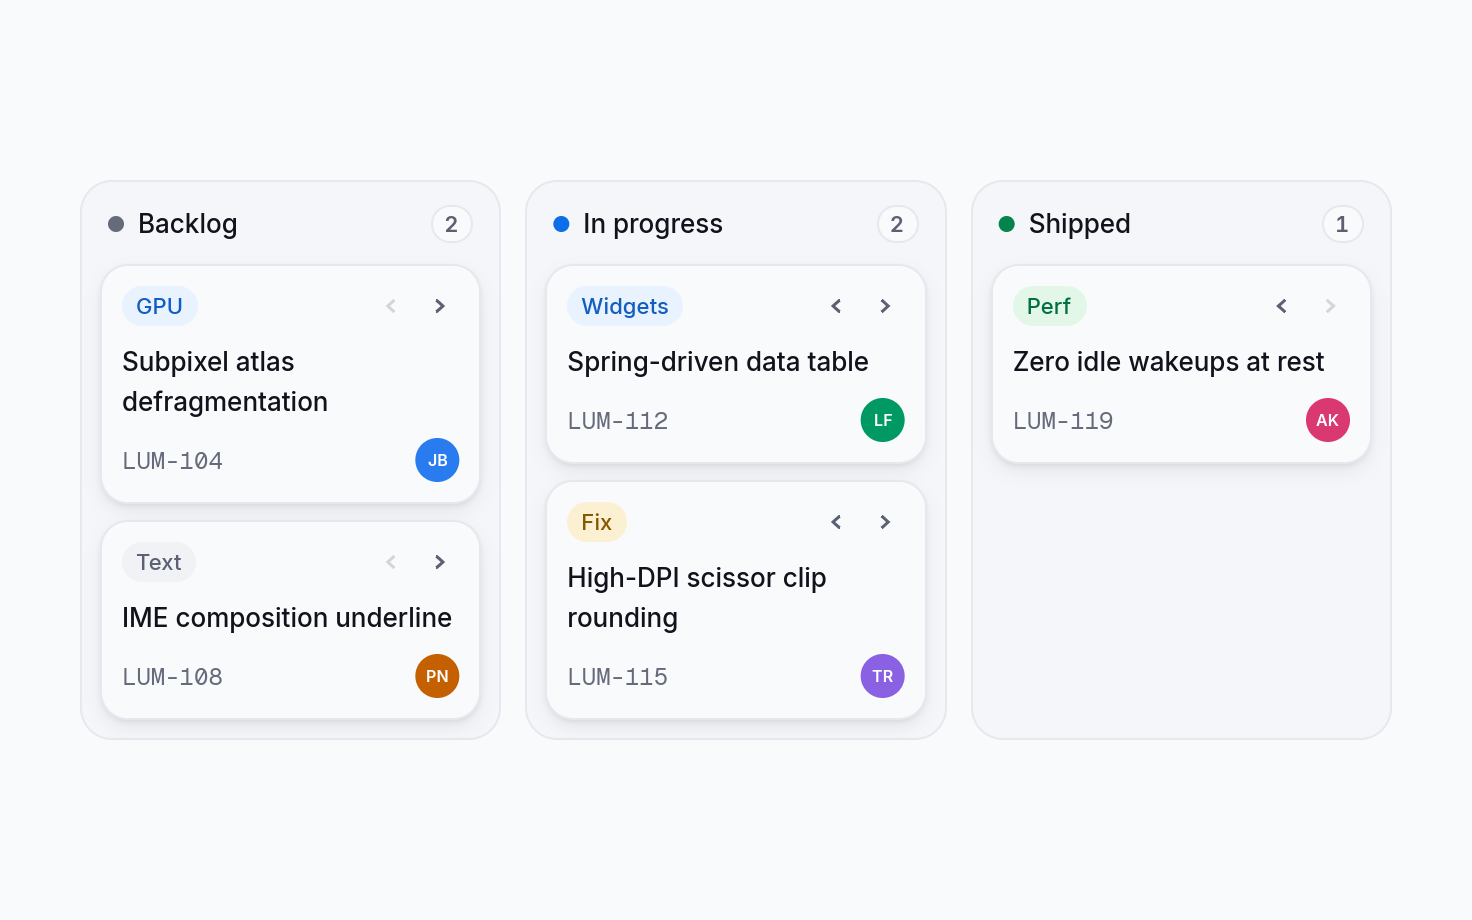 Backlog
2
GPU
Subpixel atlas
defragmentation
LUM-104
JB
Text
IME composition underline
LUM-108
PN
In progress
2
Widgets
Spring-driven data table
LUM-112
LF
Fix
High-DPI scissor clip
rounding
LUM-115
TR
Shipped
1
Perf
Zero idle wakeups at rest
LUM-119
AK